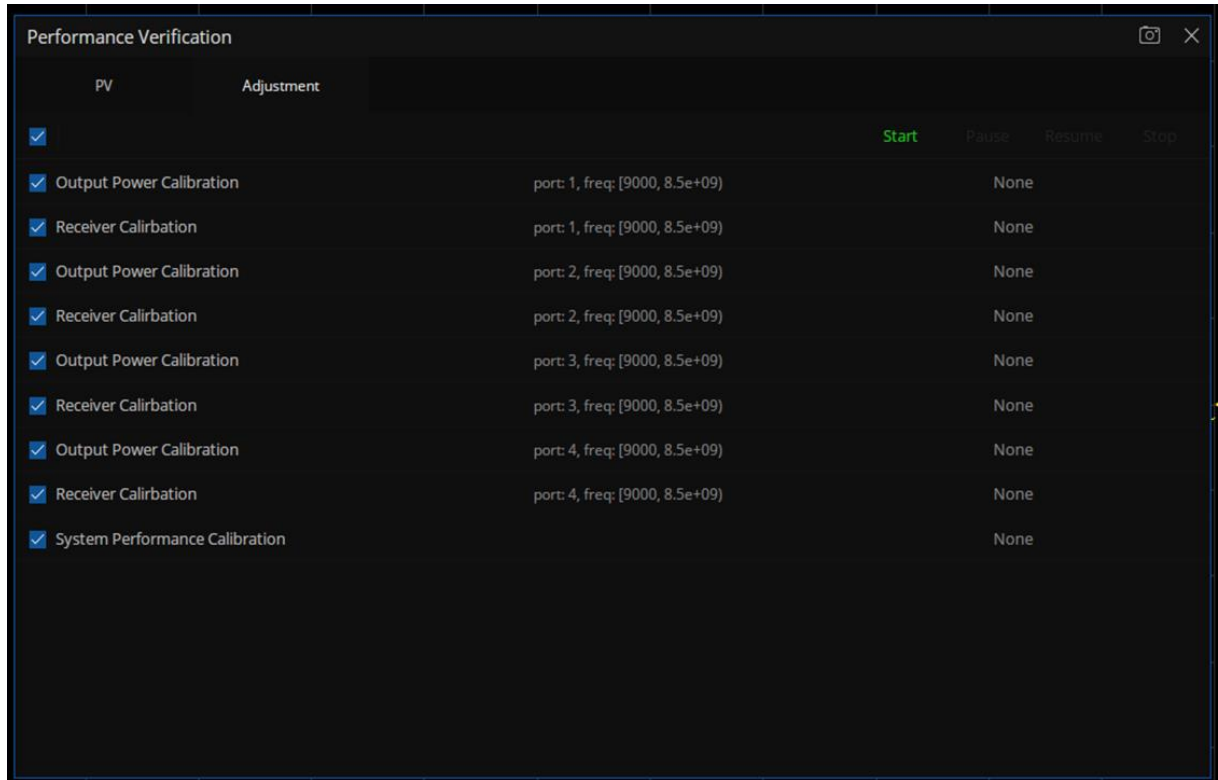 Performance Verification
PV Adjustment
Start Pause Resume Stop
Output Power Calibration port: 1, freq: [9000, 8.5e+09) None
Receiver Calirbation port: 1, freq: [9000, 8.5e+09) None
Output Power Calibration port: 2, freq: [9000, 8.5e+09) None
Receiver Calirbation port: 2, freq: [9000, 8.5e+09) None
Output Power Calibration port: 3, freq: [9000, 8.5e+09) None
Receiver Calirbation port: 3, freq: [9000, 8.5e+09) None
Output Power Calibration port: 4, freq: [9000, 8.5e+09) None
Receiver Calirbation port: 4, freq: [9000, 8.5e+09) None
System Performance Calibration None